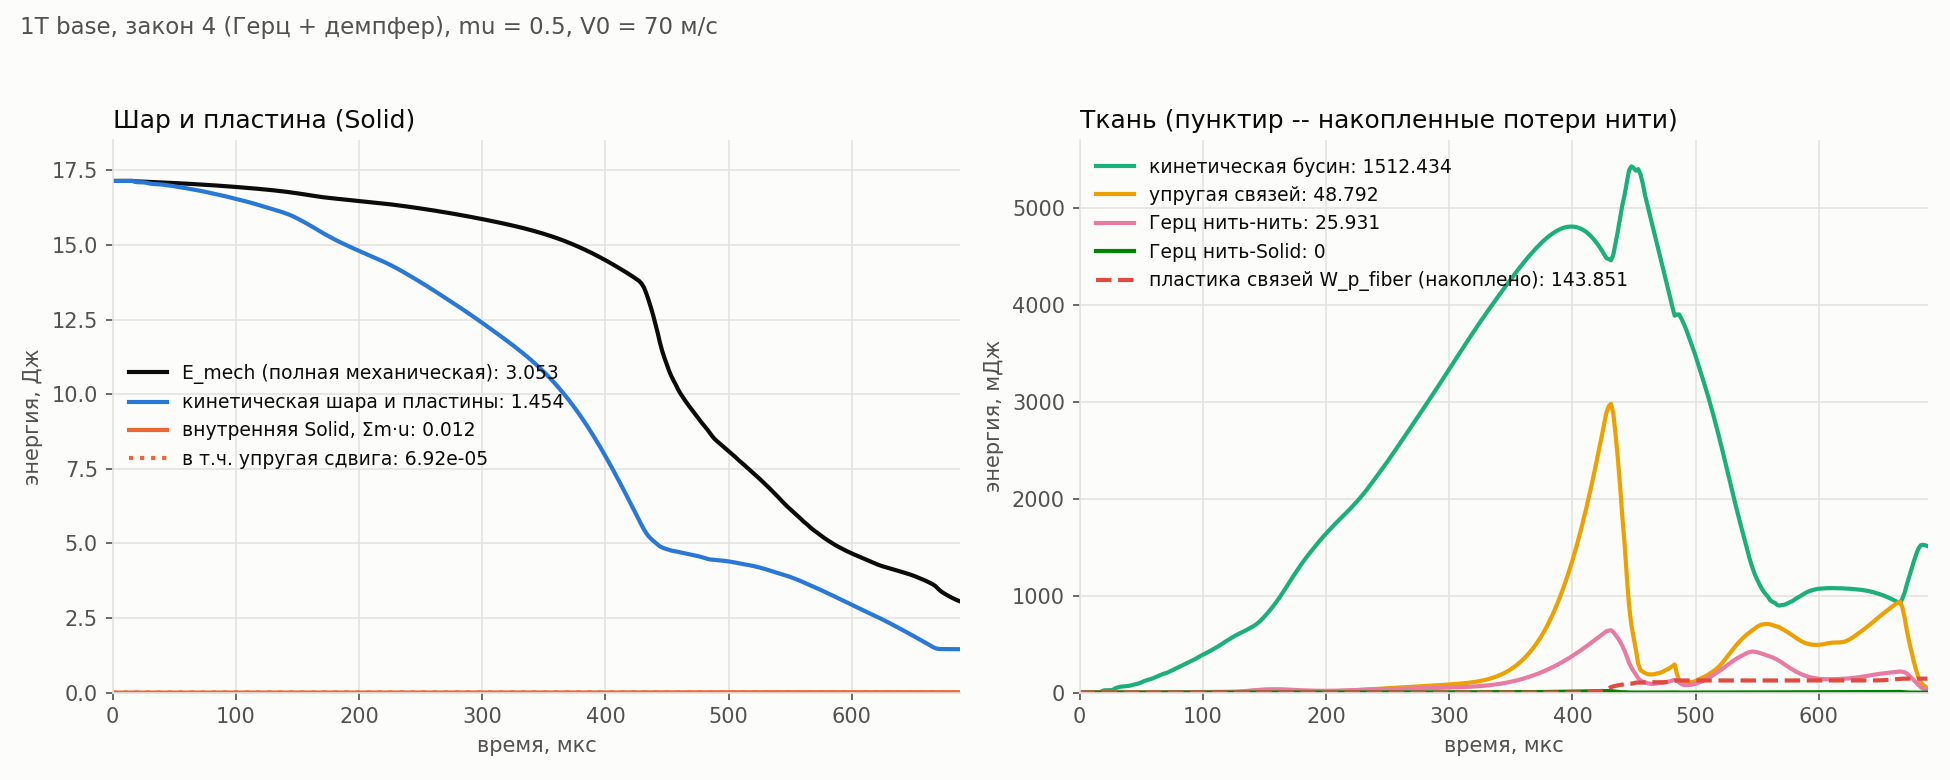 1T base, закон 4 (Герц + демпфер), mu = 0.5, V0 = 70 м/с
Шар и пластина (Solid)
энергия, Дж
17.5
15.0
12.5
10.0
7.5
5.0
2.5
0.0
E_mech (полная механическая): 3.053
кинетическая шара и пластины: 1.454
внутренняя Solid, Σm·u: 0.012
в т.ч. упругая сдвига: 6.92e-05
0 100 200 300 400 500 600
время, мкс
Ткань (пунктир -- накопленные потери нити)
энергия, мДж
5000
4000
3000
2000
1000
0
кинетическая бусин: 1512.434
упругая связей: 48.792
Герц нить-нить: 25.931
Герц нить-Solid: 0
пластика связей W_p_fiber (накоплено): 143.851
0 100 200 300 400 500 600
время, мкс